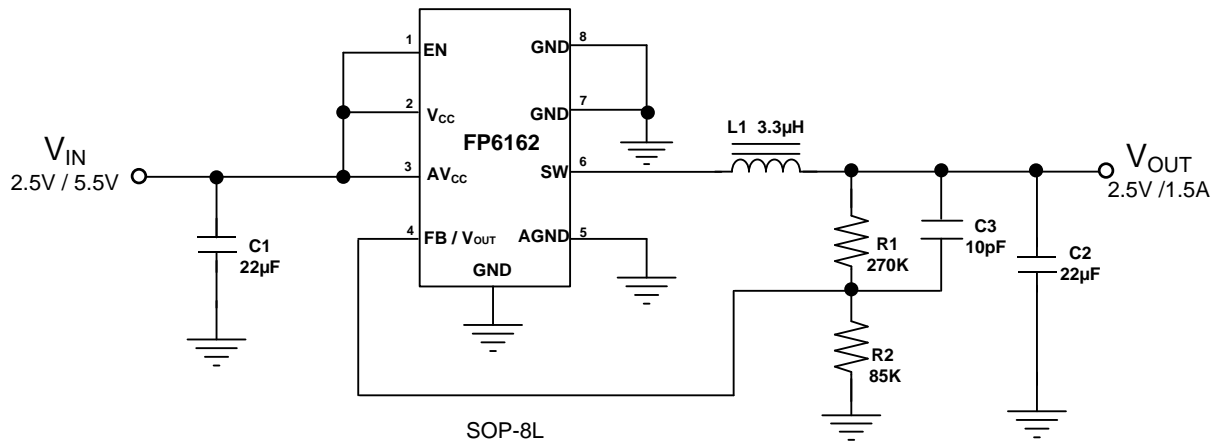 1
EN
2
VCC
3
AVCC
4
FB / VOUT
GND
8
GND
7
FP6162
6
SW
5
AGND
GND
VIN
2.5V / 5.5V
C1
22μF
L1 3.3μH
VOUT
2.5V /1.5A
R1
270K
C3
10pF
C2
22μF
R2
85K
SOP-8L